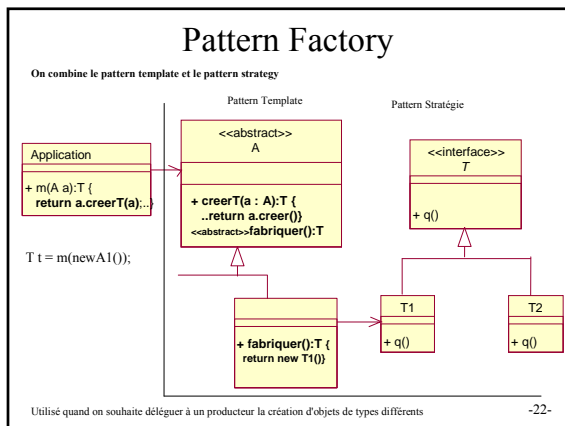 Pattern Factory
On combine le pattern template et le pattern strategy
Pattern Template
Pattern Stratégie
Application
+ m(A a):T {
return a.creerT(a);..}
T t = m(newA1());
<<abstract>>
A
+ creerT(a : A):T {
..return a.creer()}
<<abstract>>fabriquer():T
+ fabriquer():T {
return new T1()}
<<interface>>
T
+ q()
T1
+ q()
T2
+ q()
Utilisé quand on souhaite déléguer à un producteur la création d'objets de types différents
-22-